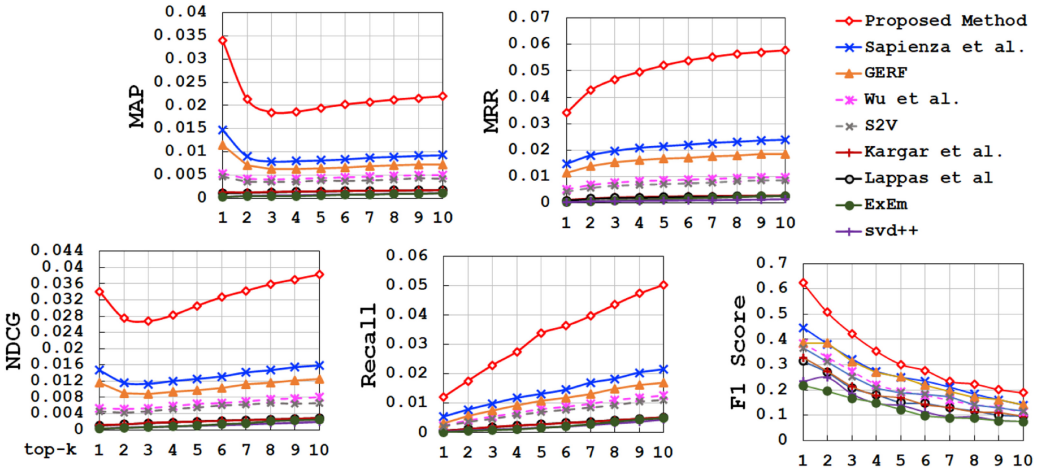 MAP
0.04
0.035
0.03
0.025
0.02
0.015
0.01
0.005
0
1 2 3 4 5 6 7 8 9 10
MRR
0.07
0.06
0.05
0.04
0.03
0.02
0.01
0
1 2 3 4 5 6 7 8 9 10
Proposed Method
Sapienza et al.
GERF
Wu et al.
S2V
Kargar et al.
Lappas et al
ExEm
svd++
NDCG
0.044
0.04
0.036
0.032
0.028
0.024
0.02
0.016
0.012
0.008
0.004
0
top-k 1 2 3 4 5 6 7 8 9 10
Recall
0.06
0.05
0.04
0.03
0.02
0.01
0
1 2 3 4 5 6 7 8 9 10
F1 Score
0.7
0.6
0.5
0.4
0.3
0.2
0.1
0
1 2 3 4 5 6 7 8 9 10